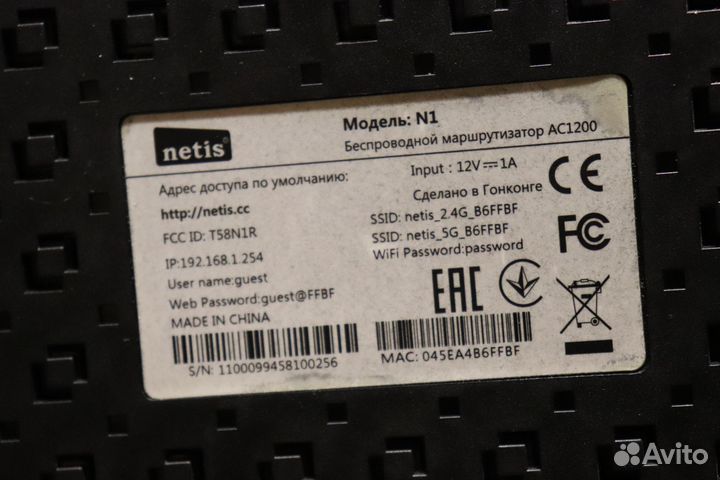 netis®
Модель: N1
Беспроводной маршрутизатор AC1200
Адрес доступа по умолчанию:
http://netis.cc
FCC ID: T58N1R
IP:192.168.1.254
User name:guest
Web Password:guest@FFBF
MADE IN CHINA
S/N: 1100099458100256
Input : 12V⎓1A
Сделано в Гонконге
SSID: netis_2.4G_B6FFBF
SSID: netis_5G_B6FFBF
WiFi Password:password
CE
FC
EAC
MAC: 045EA4B6FFBF
Avito